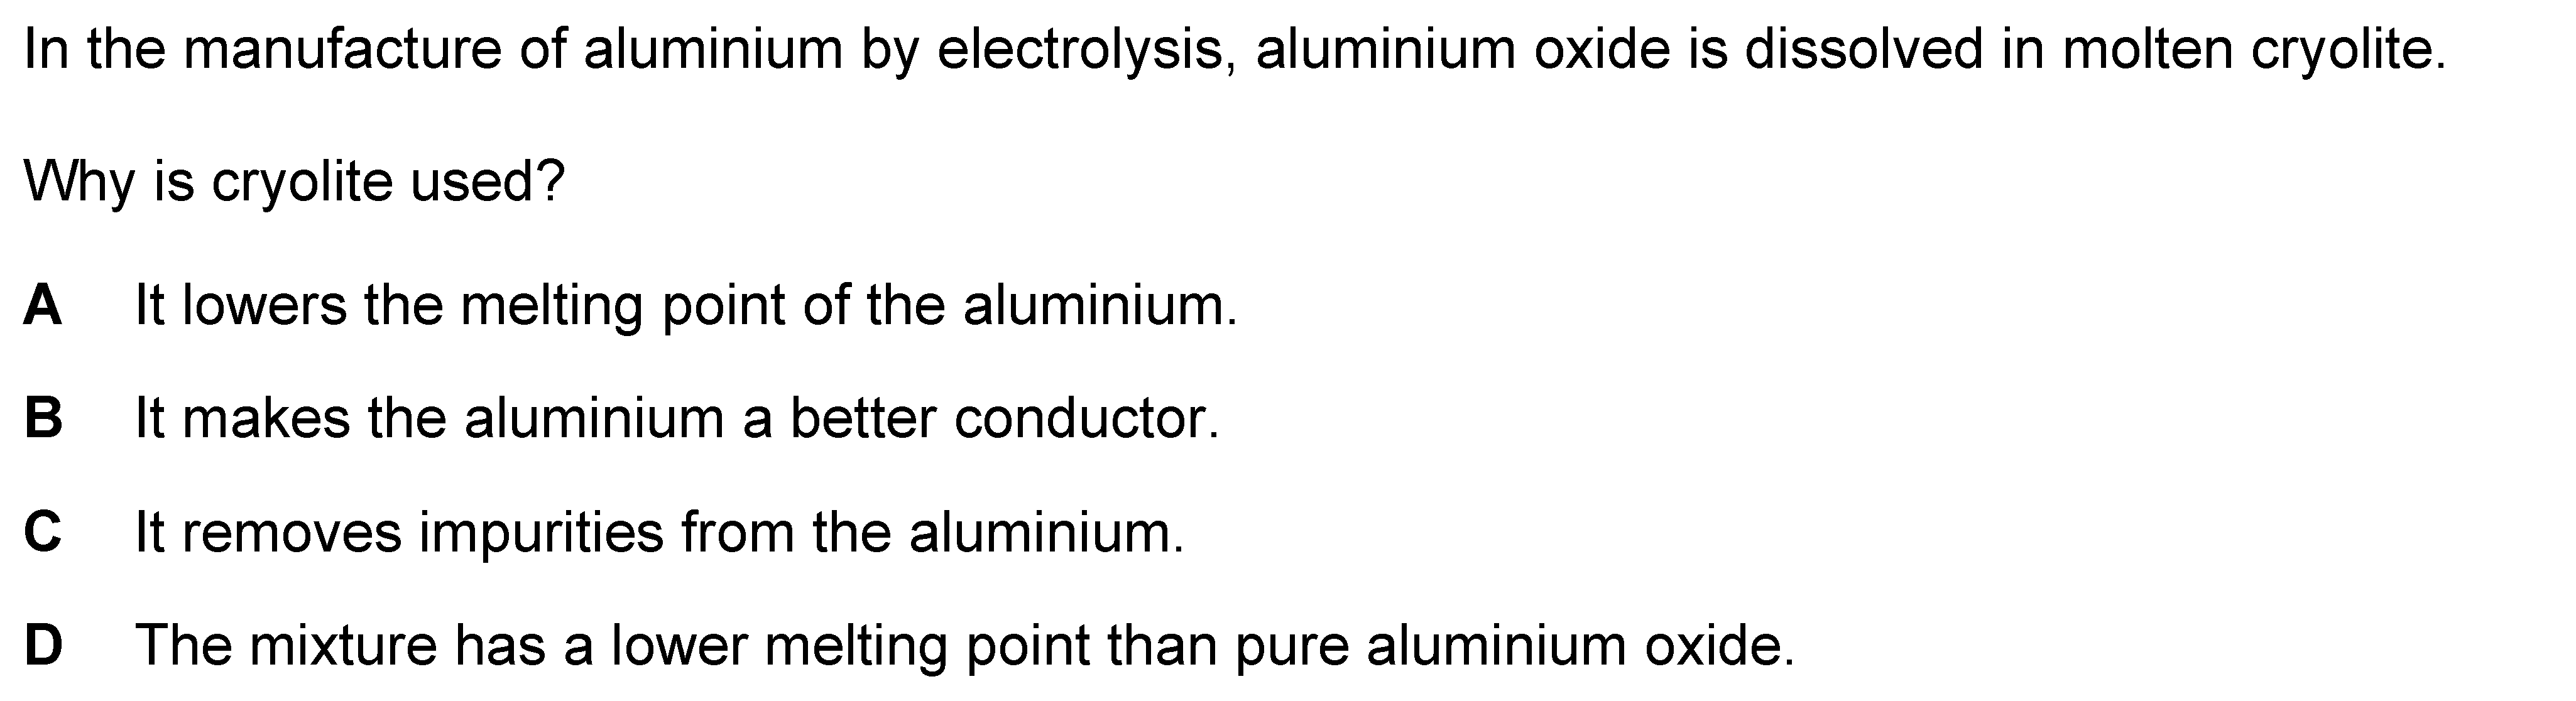 In the manufacture of aluminium by electrolysis, aluminium oxide is dissolved in molten cryolite.
Why is cryolite used?
A It lowers the melting point of the aluminium.
B It makes the aluminium a better conductor.
C It removes impurities from the aluminium.
D The mixture has a lower melting point than pure aluminium oxide.